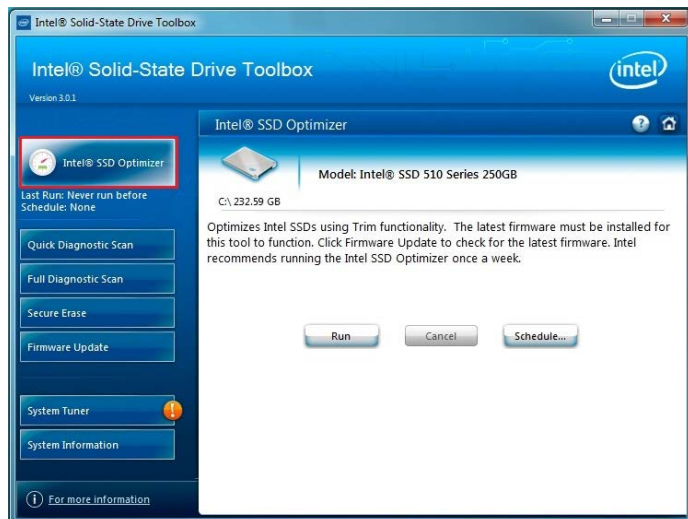 Intel® Solid-State Drive Toolbox
Intel® Solid-State Drive Toolbox
intel
Version 3.0.1
Intel® SSD Optimizer
Last Run: Never run before
Schedule: None
Quick Diagnostic Scan
Full Diagnostic Scan
Secure Erase
Firmware Update
System Tuner
!
System Information
i For more information
Intel® SSD Optimizer
?
Model: Intel® SSD 510 Series 250GB
C:\ 232.59 GB
Optimizes Intel SSDs using Trim functionality. The latest firmware must be installed for
this tool to function. Click Firmware Update to check for the latest firmware. Intel
recommends running the Intel SSD Optimizer once a week.
Run Cancel Schedule...